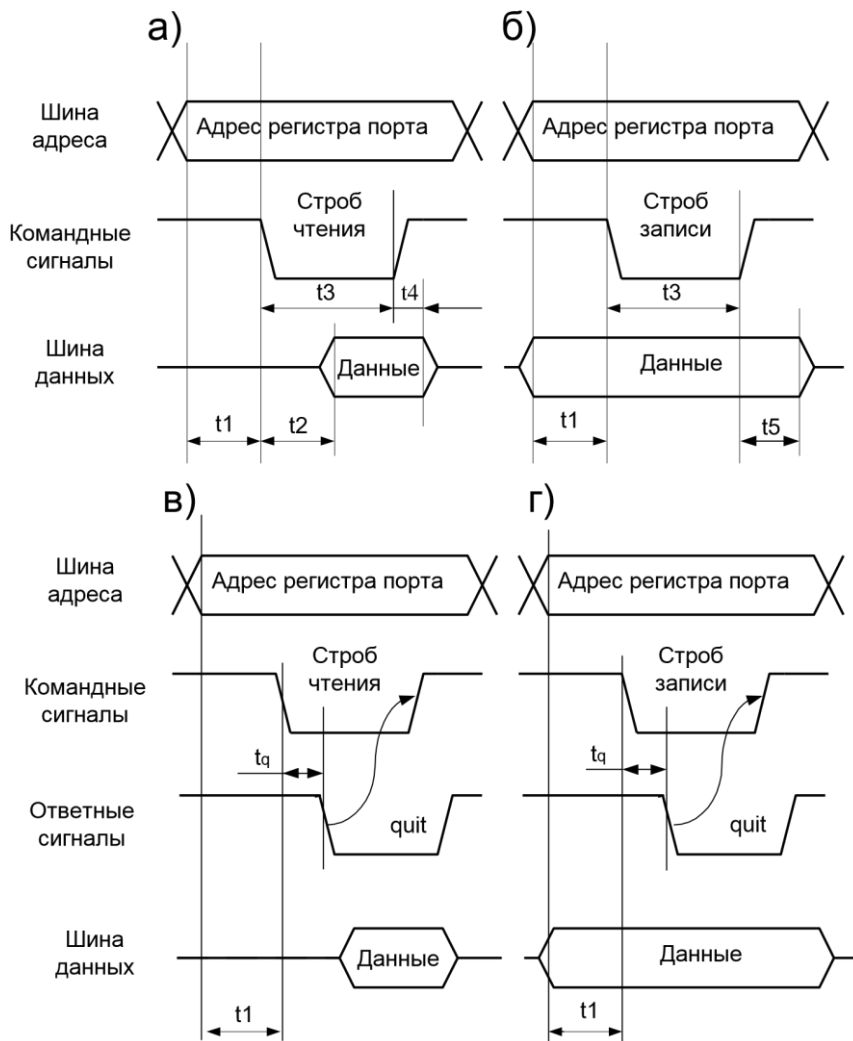 а)
б)
Шина
адреса
Адрес регистра порта
Адрес регистра порта
Командные
сигналы
Строб
чтения
Строб
записи
t3
t4
t3
Шина
данных
Данные
Данные
t1
t2
t1
t5
в)
г)
Шина
адреса
Адрес регистра порта
Адрес регистра порта
Командные
сигналы
Строб
чтения
Строб
записи
tq
tq
Ответные
сигналы
quit
quit
Шина
данных
Данные
Данные
t1
t1